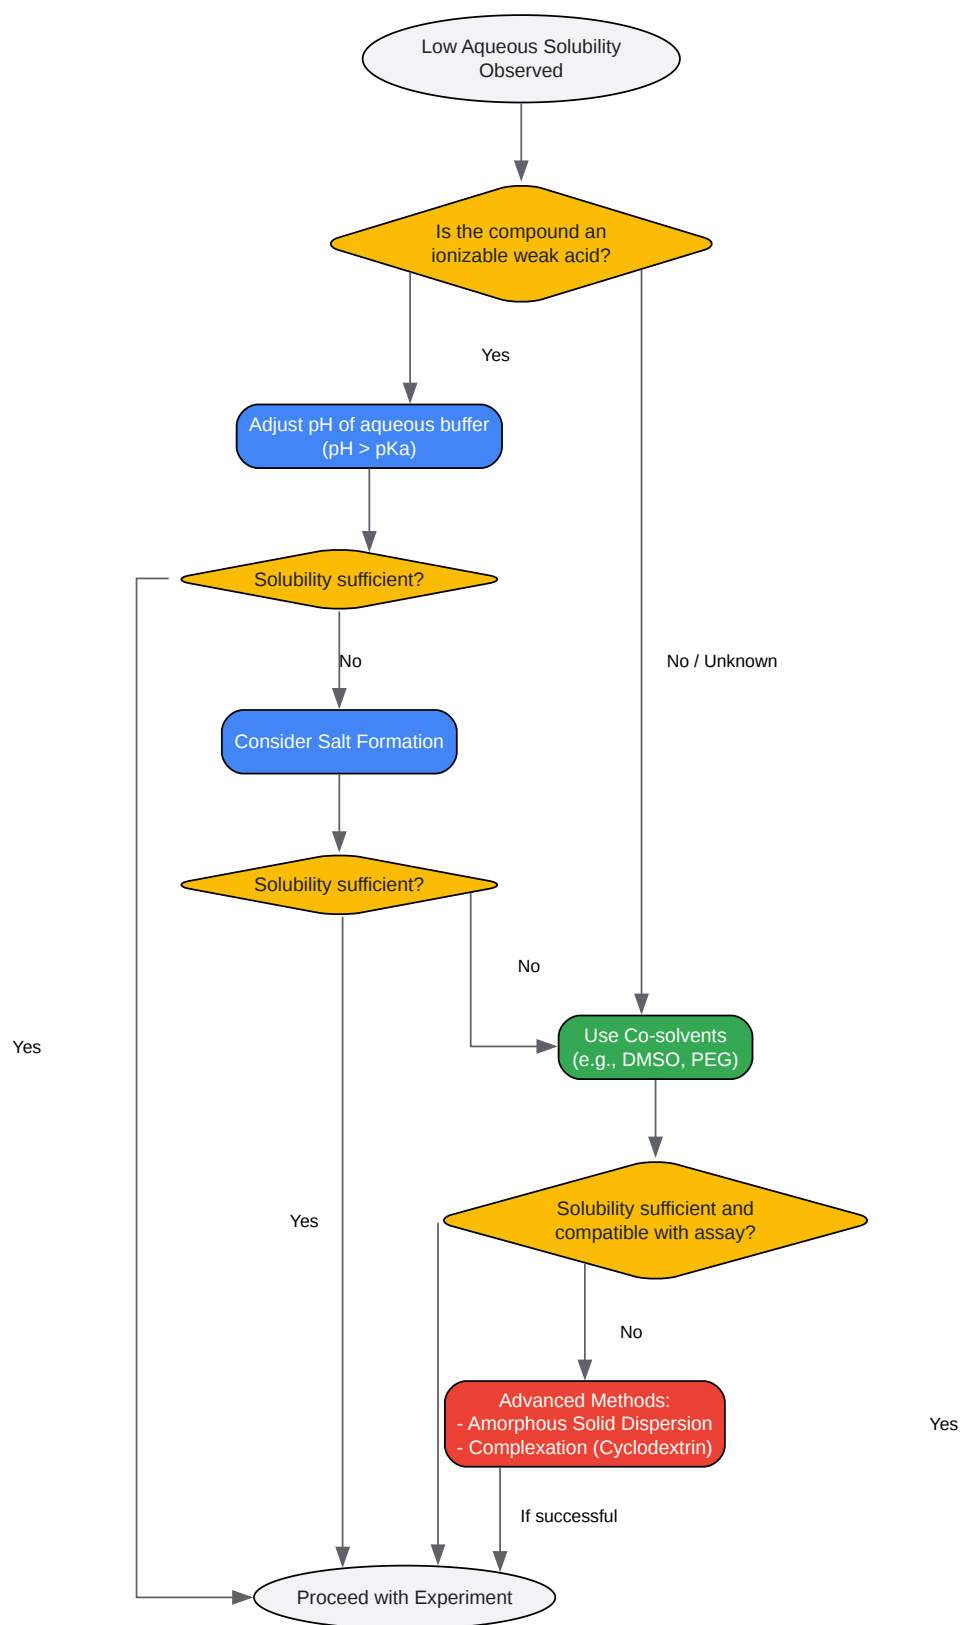 Low Aqueous Solubility
Observed
Is the compound an
ionizable weak acid?
Yes
Adjust pH of aqueous buffer
(pH > pKa)
Solubility sufficient?
No
No / Unknown
Consider Salt Formation
Solubility sufficient?
No
Yes
Use Co-solvents
(e.g., DMSO, PEG)
Yes
Solubility sufficient and
compatible with assay?
No
Advanced Methods:
- Amorphous Solid Dispersion
- Complexation (Cyclodextrin)
Yes
If successful
Proceed with Experiment